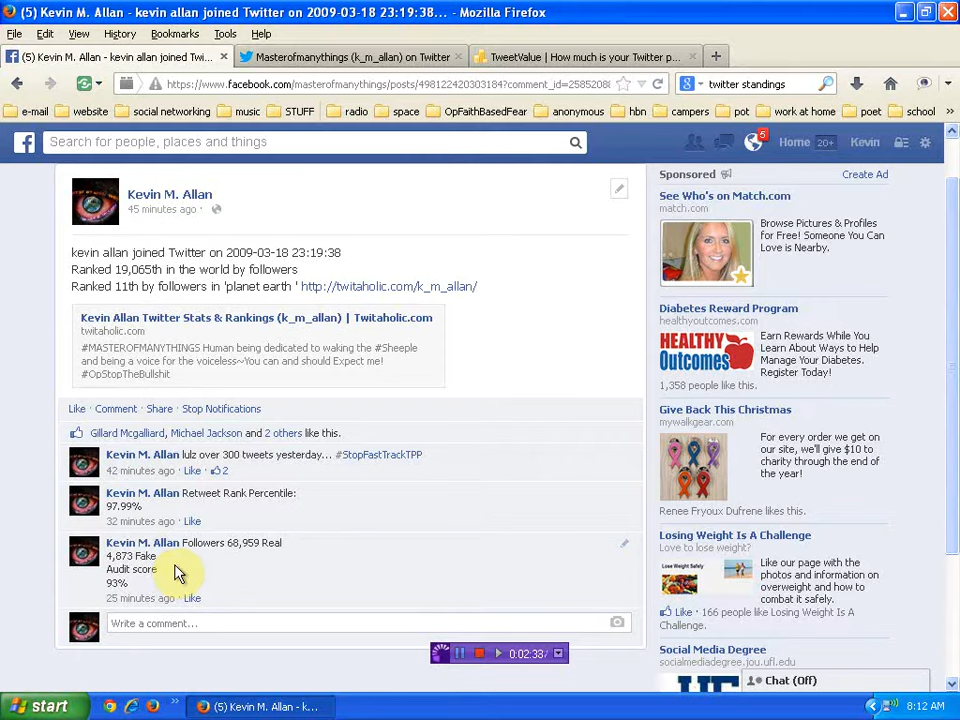 (5) Kevin M. Allan - kevin allan joined Twitter on 2009-03-18 23:19:38... - Mozilla Firefox
File Edit View History Bookmarks Tools Help
(5) Kevin M. Allan - kevin allan joined Twi...
Masterofmanythings (k_m_allan) on Twitter
TweetValue | How much is your Twitter p...
https://www.facebook.com/masterofmanythings/posts/498122420303184?comment_id=2585208
twitter standings
e-mail website social networking music STUFF radio space OpFaithBasedFear anonymous hbn campers pot work at home poet school
Search for people, places and things
5
Home 20+ Kevin
Kevin M. Allan
45 minutes ago ·
kevin allan joined Twitter on 2009-03-18 23:19:38
Ranked 19,065th in the world by followers
Ranked 11th by followers in 'planet earth ' http://twitaholic.com/k_m_allan/
Kevin Allan Twitter Stats & Rankings (k_m_allan) | Twitaholic.com
twitaholic.com
#MASTEROFMANYTHINGS Human being dedicated to waking the #Sheeple
and being a voice for the voiceless~You can and should Expect me!
#OpStopTheBullshit
Like · Comment · Share · Stop Notifications
Gillard Mcgalliard, Michael Jackson and 2 others like this.
Kevin M. Allan lulz over 300 tweets yesterday... #StopFastTrackTPP
42 minutes ago · Like · 2
Kevin M. Allan Retweet Rank Percentile:
97.99%
32 minutes ago · Like
Kevin M. Allan Followers 68,959 Real
4,873 Fake
Audit score
93%
25 minutes ago · Like
Write a comment...
0:02:33
Sponsored
Create Ad
See Who's on Match.com
match.com
Browse Pictures & Profiles
for Free! Someone You Can
Love is Nearby.
Diabetes Reward Program
healthyoutcomes.com
HEALTHY
Outcomes
Earn Rewards While You
Learn About Ways to Help
Manage Your Diabetes.
Register Today!
1,358 people like this.
Give Back This Christmas
mywalkgear.com
For every order we get on
our site, we'll give $10 to
charity through the end of
the year!
Renee Fryoux Dufrene likes this.
Losing Weight Is A Challenge
Love to lose weight?
Like our page with the
photos and information on
overweight and how to
combat it safely.
Like · 166 people like Losing Weight Is A
Challenge.
Social Media Degree
socialmediadegree.jou.ufl.edu
Chat (Off)
start
(5) Kevin M. Allan - k...
8:12 AM